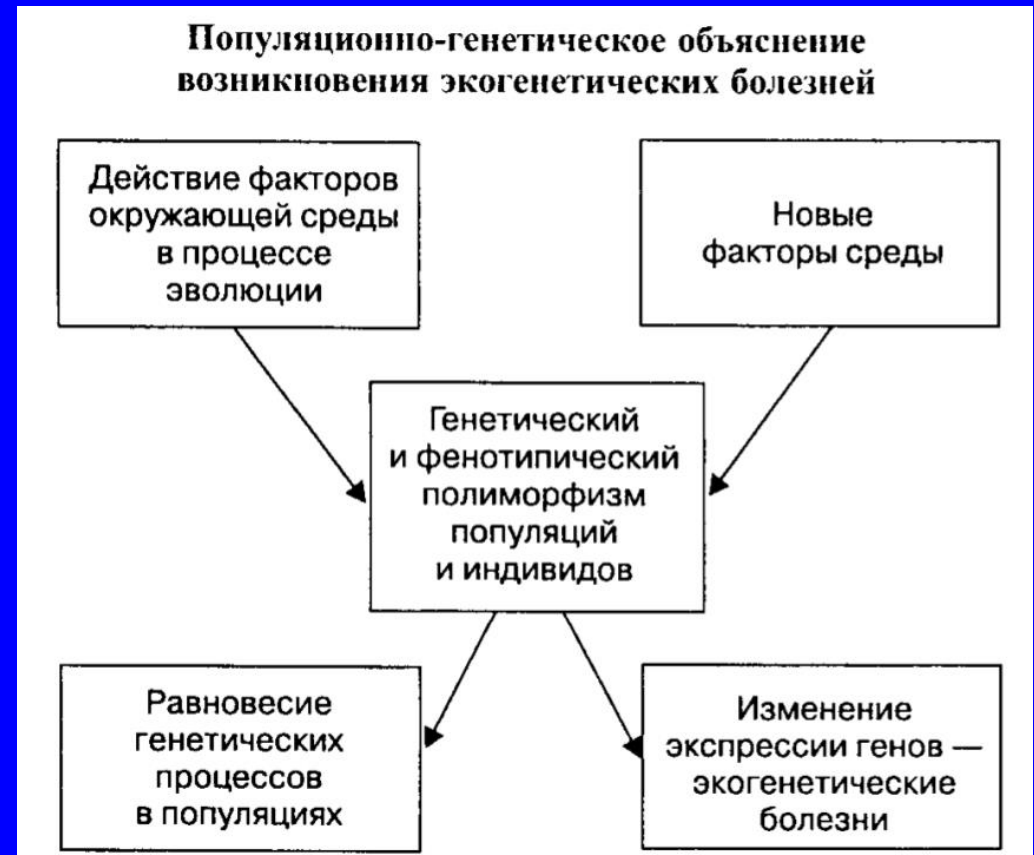 Популяционно-генетическое объяснение
возникновения экогенетических болезней
Действие факторов
окружающей среды
в процессе
эволюции
Новые
факторы среды
Генетический
и фенотипический
полиморфизм
популяций
и индивидов
Равновесие
генетических
процессов
в популяциях
Изменение
экспрессии генов —
экогенетические
болезни